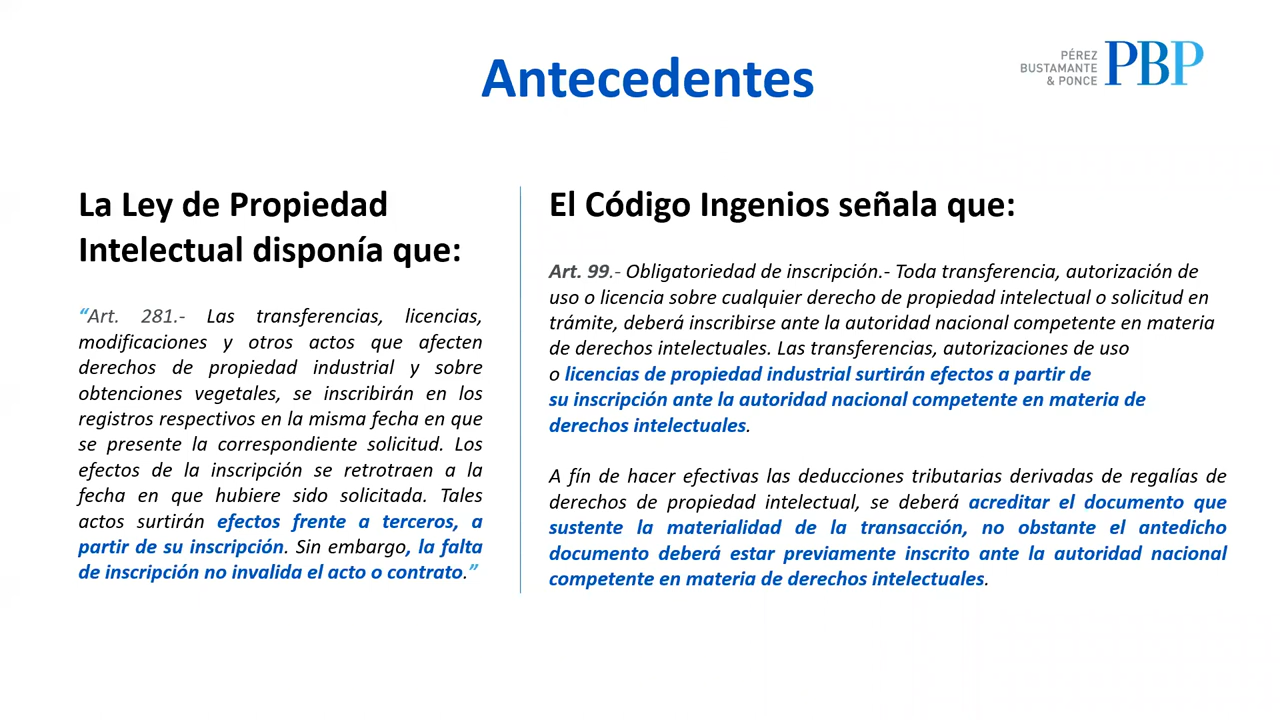 Antecedentes
PÉREZ
BUSTAMANTE
& PONCE
PBP
La Ley de Propiedad
Intelectual disponía que:
“Art. 281.- Las transferencias, licencias,
modificaciones y otros actos que afecten
derechos de propiedad industrial y sobre
obtenciones vegetales, se inscribirán en los
registros respectivos en la misma fecha en que
se presente la correspondiente solicitud. Los
efectos de la inscripción se retrotraen a la
fecha en que hubiere sido solicitada. Tales
actos surtirán efectos frente a terceros, a
partir de su inscripción. Sin embargo, la falta
de inscripción no invalida el acto o contrato.”
El Código Ingenios señala que:
Art. 99.- Obligatoriedad de inscripción.- Toda transferencia, autorización de
uso o licencia sobre cualquier derecho de propiedad intelectual o solicitud en
trámite, deberá inscribirse ante la autoridad nacional competente en materia
de derechos intelectuales. Las transferencias, autorizaciones de uso
o licencias de propiedad industrial surtirán efectos a partir de
su inscripción ante la autoridad nacional competente en materia de
derechos intelectuales.
A fín de hacer efectivas las deducciones tributarias derivadas de regalías de
derechos de propiedad intelectual, se deberá acreditar el documento que
sustente la materialidad de la transacción, no obstante el antedicho
documento deberá estar previamente inscrito ante la autoridad nacional
competente en materia de derechos intelectuales.